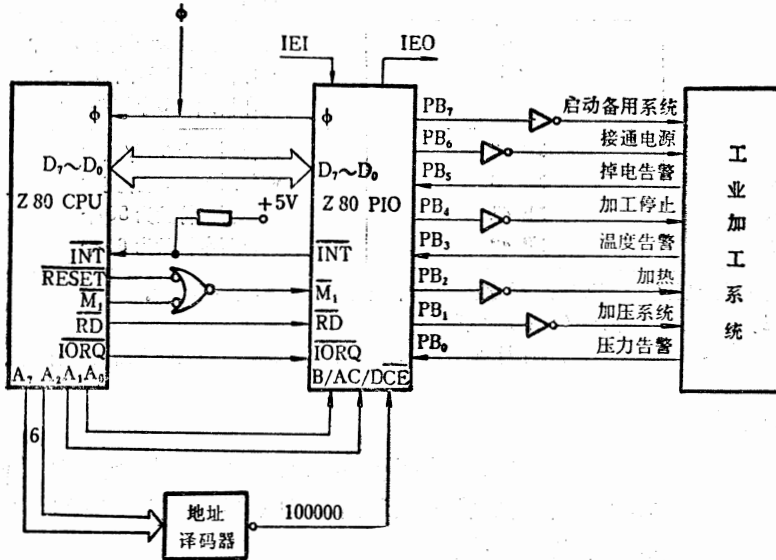 Φ
IEI
IEO
Φ
D₇~D₀
Z 80 CPU
+5V
INT
RESET
M₁
RD
IORQ
A₇ A₂ A₁ A₀
6
Φ
D₇~D₀
Z 80 PIO
INT
M₁
RD
IORQ
B/AC/DCE
地址
译码器
100000
PB₇
启动备用系统
PB₆
接通电源
PB₅
掉电告警
PB₄
加工停止
PB₃
温度告警
PB₂
加热
PB₁
加压系统
PB₀
压力告警
工业加工系统